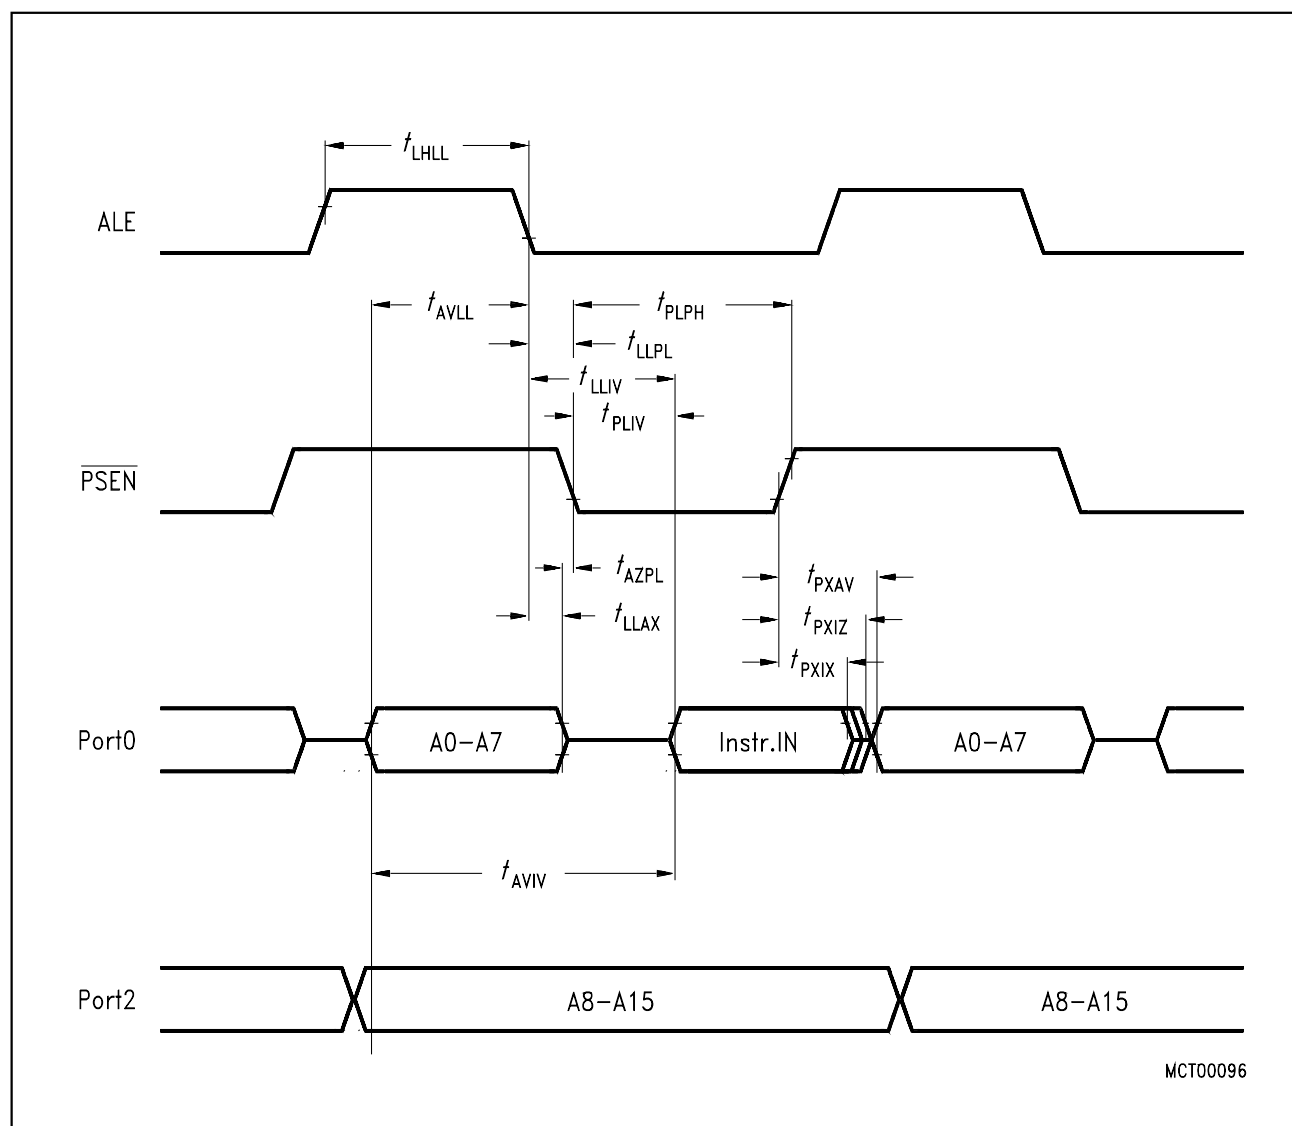 tLHLL
ALE
tAVLL
tPLPH
tLLPL
tLLIV
tPLIV
PSEN
tAZPL
tPXAV
tLLAX
tPXIZ
tPXIX
Port0
A0-A7
Instr.IN
A0-A7
tAVIV
Port2
A8-A15
A8-A15
MCT00096